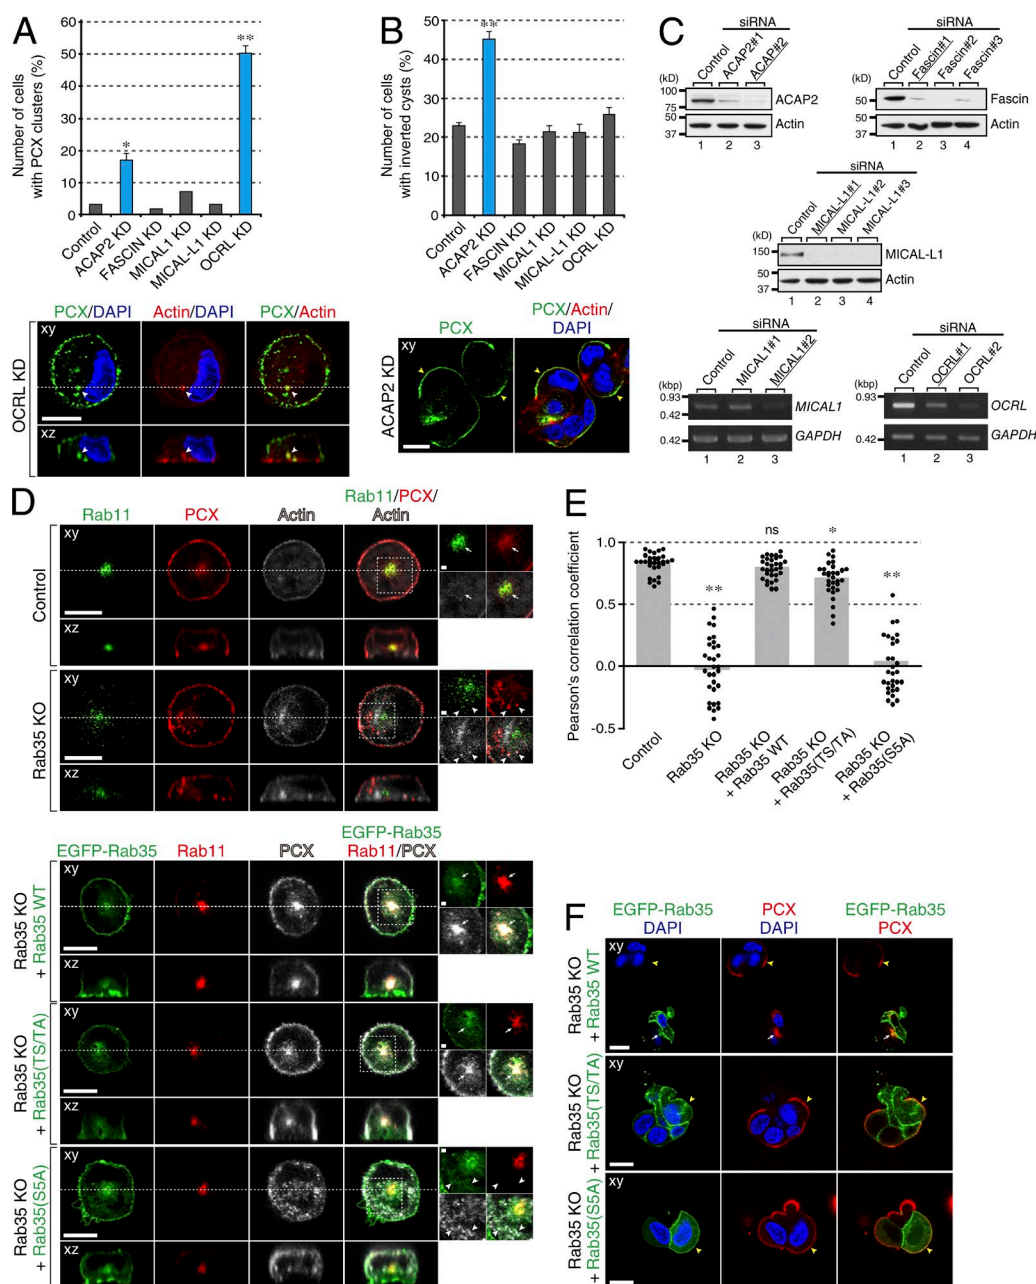 A
Number of cells
with PCX clusters (%)
60
50
40
30
20
10
0
*
**
Control
ACAP2 KD
FASCIN KD
MICAL1 KD
MICAL-L1 KD
OCRL KD
PCX/DAPI
Actin/DAPI
PCX/Actin
OCRL KD
xy
xz
B
Number of cells
with inverted cysts (%)
50
40
30
20
10
0
**
Control
ACAP2 KD
FASCIN KD
MICAL1 KD
MICAL-L1 KD
OCRL KD
PCX
PCX/Actin/
DAPI
ACAP2 KD
xy
C
siRNA
Control
ACAP2#1
ACAP#2
(kD)
100
75
50
37
ACAP2
Actin
1 2 3
siRNA
Control
Fascin#1
Fascin#2
Fascin#3
(kD)
50
50
37
Fascin
Actin
1 2 3 4
siRNA
Control
MICAL-L1#1
MICAL-L1#2
MICAL-L1#3
(kD)
150
50
37
MICAL-L1
Actin
1 2 3 4
siRNA
Control
MICAL1#1
MICAL1#2
(kbp)
0.93
0.42
0.42
MICAL1
GAPDH
1 2 3
siRNA
Control
OCRL#1
OCRL#2
(kbp)
0.93
0.42
OCRL
GAPDH
1 2 3
D
Rab11
PCX
Actin
Rab11/PCX/
Actin
Control
xy
xz
Rab35 KO
xy
xz
EGFP-Rab35
Rab11
PCX
EGFP-Rab35
Rab11/PCX
Rab35 KO
+ Rab35 WT
xy
xz
Rab35 KO
+ Rab35(TS/TA)
xy
xz
Rab35 KO
+ Rab35(S5A)
xy
xz
E
Pearson's correlation coefficient
1.0
0.5
0.0
-0.5
**
ns
*
**
Control
Rab35 KO
Rab35 KO
+ Rab35 WT
Rab35 KO
+ Rab35(TS/TA)
Rab35 KO
+ Rab35(S5A)
F
EGFP-Rab35
DAPI
PCX
DAPI
EGFP-Rab35
PCX
Rab35 KO
+ Rab35 WT
xy
Rab35 KO
+ Rab35(TS/TA)
xy
Rab35 KO
+ Rab35(S5A)
xy